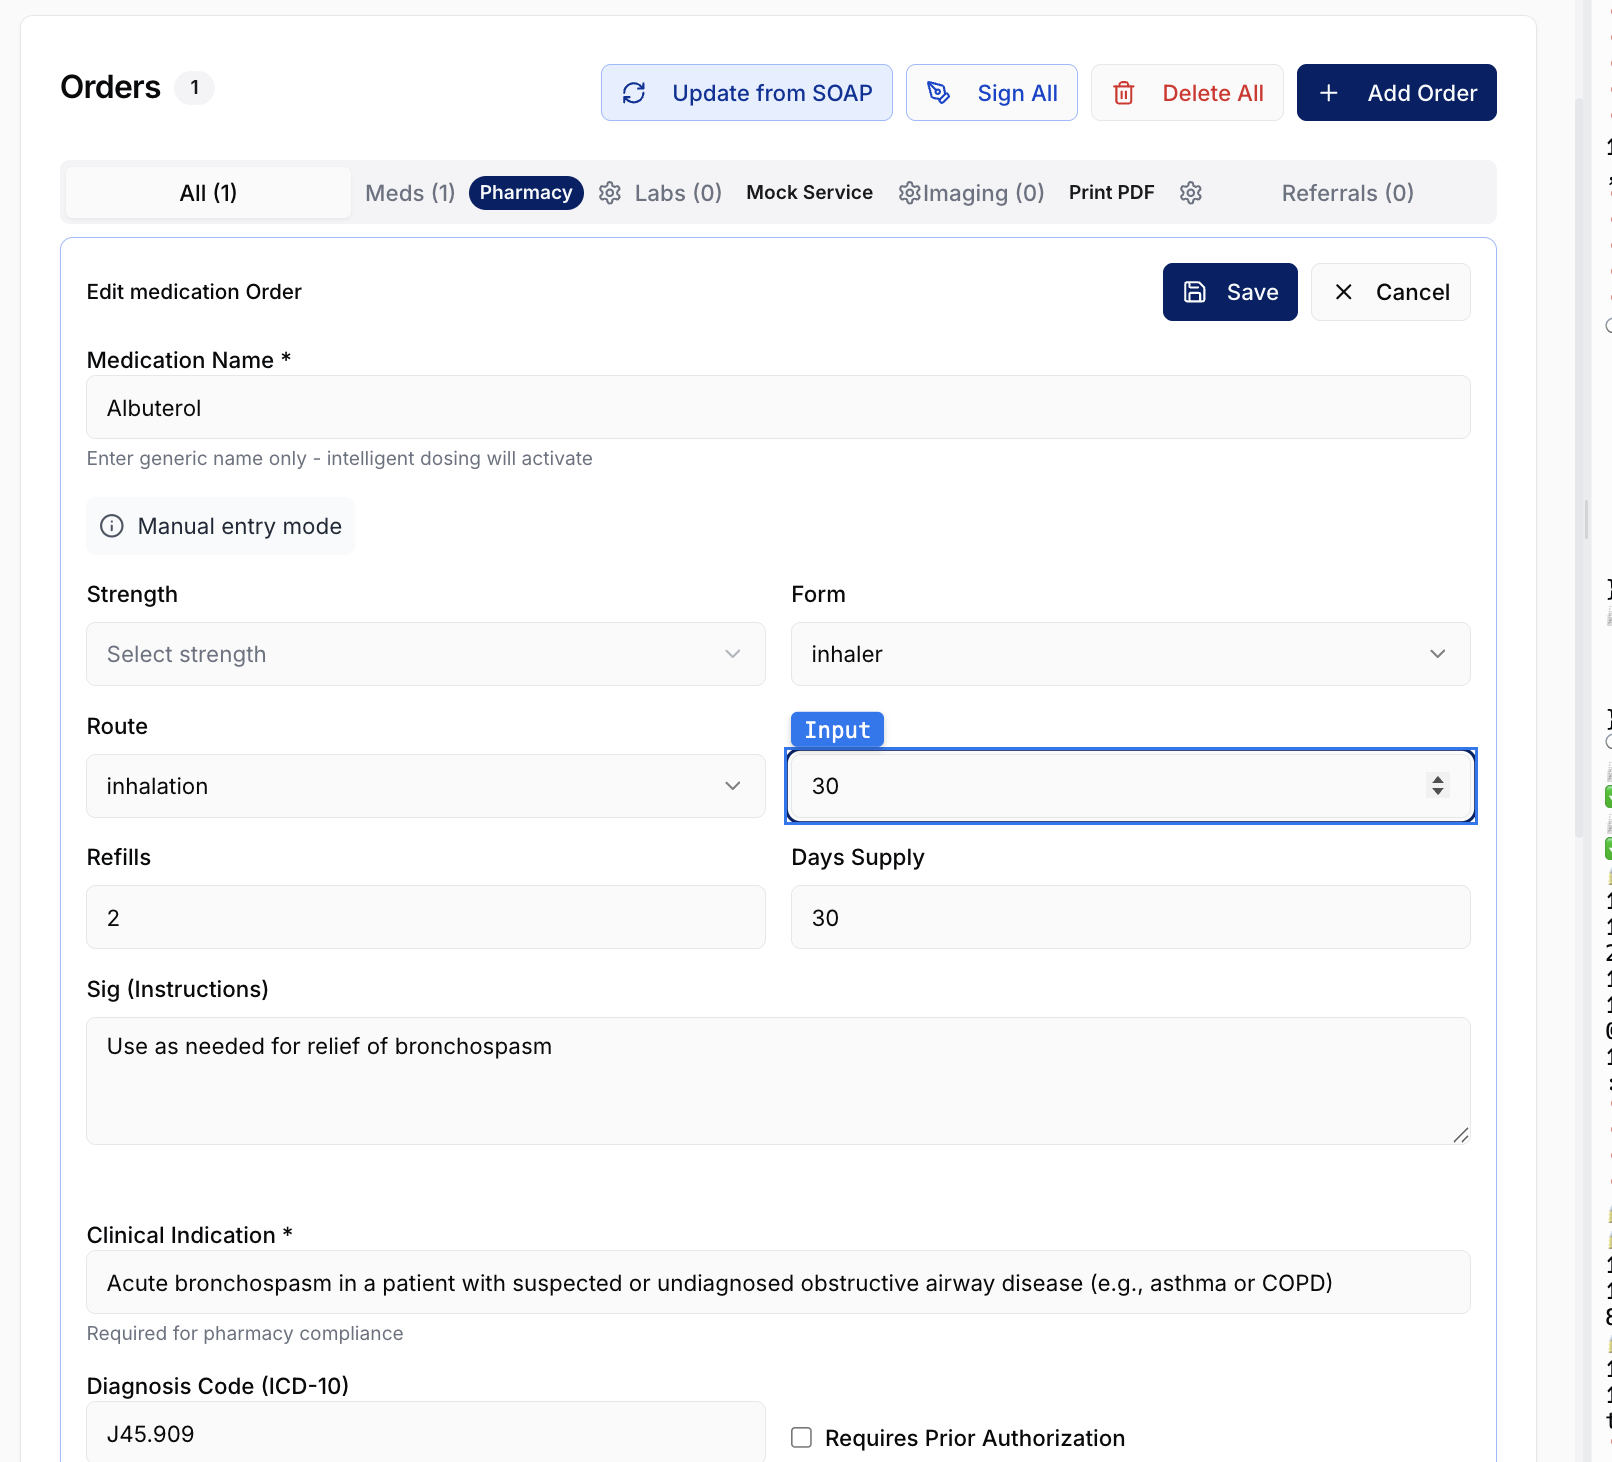 Orders 1
Update from SOAP
Sign All
Delete All
Add Order
All (1)
Meds (1) Pharmacy
Labs (0) Mock Service
Imaging (0) Print PDF
Referrals (0)
Edit medication Order
Save
Cancel
Medication Name *
Albuterol
Enter generic name only - intelligent dosing will activate
Manual entry mode
Strength
Form
Select strength
inhaler
Route
Input
inhalation
30
Refills
Days Supply
2
30
Sig (Instructions)
Use as needed for relief of bronchospasm
Clinical Indication *
Acute bronchospasm in a patient with suspected or undiagnosed obstructive airway disease (e.g., asthma or COPD)
Required for pharmacy compliance
Diagnosis Code (ICD-10)
J45.909
Requires Prior Authorization